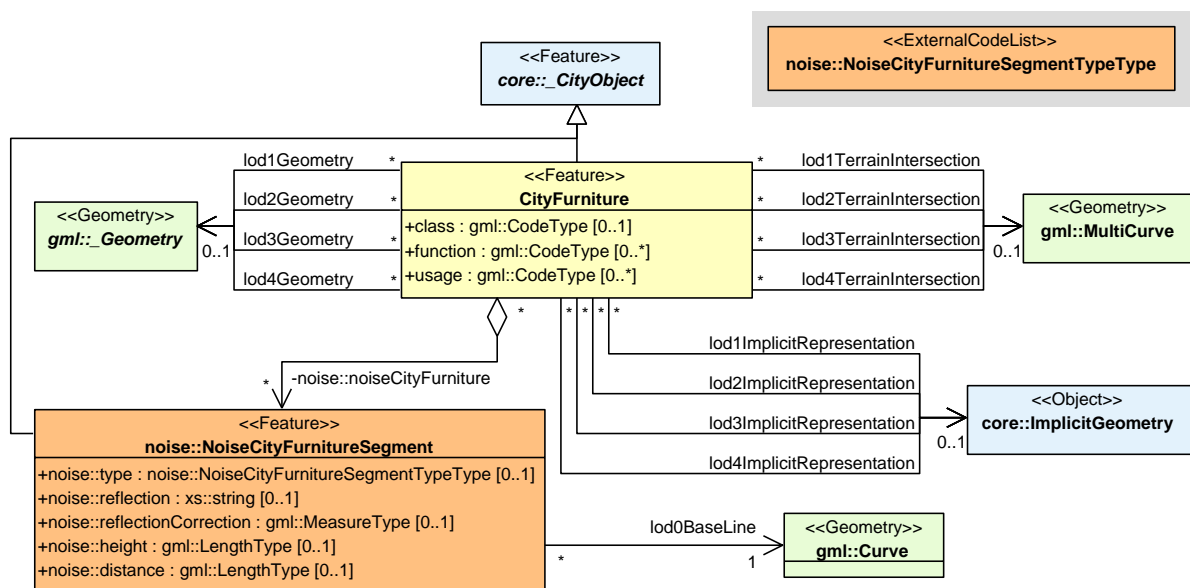 <<ExternalCodeList>>
noise::NoiseCityFurnitureSegmentTypeType
<<Feature>>
core::_CityObject
lod1Geometry
*
lod2Geometry
*
lod3Geometry
*
lod4Geometry
*
<<Geometry>>
gml::_Geometry
0..1
<<Feature>>
CityFurniture
+class : gml::CodeType [0..1]
+function : gml::CodeType [0..*]
+usage : gml::CodeType [0..*]
*
lod1TerrainIntersection
*
lod2TerrainIntersection
*
lod3TerrainIntersection
*
lod4TerrainIntersection
<<Geometry>>
gml::MultiCurve
0..1
*
* * * *
lod1ImplicitRepresentation
lod2ImplicitRepresentation
lod3ImplicitRepresentation
lod4ImplicitRepresentation
<<Object>>
core::ImplicitGeometry
0..1
-noise::noiseCityFurniture
*
<<Feature>>
noise::NoiseCityFurnitureSegment
+noise::type : noise::NoiseCityFurnitureSegmentTypeType [0..1]
+noise::reflection : xs::string [0..1]
+noise::reflectionCorrection : gml::MeasureType [0..1]
+noise::height : gml::LengthType [0..1]
+noise::distance : gml::LengthType [0..1]
lod0BaseLine
*
1
<<Geometry>>
gml::Curve